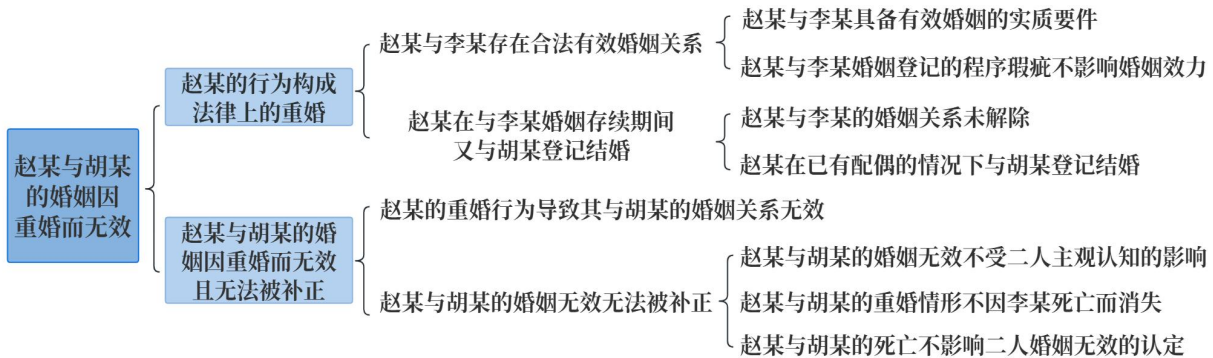 赵某与胡某
的婚姻因
重婚而无效
赵某的行为构成
法律上的重婚
赵某与李某存在合法有效婚姻关系
赵某与李某具备有效婚姻的实质要件
赵某与李某婚姻登记的程序瑕疵不影响婚姻效力
赵某在与李某婚姻存续期间
又与胡某登记结婚
赵某与李某的婚姻关系未解除
赵某在已有配偶的情况下与胡某登记结婚
赵某与胡某的婚
姻因重婚而无效
且无法被补正
赵某的重婚行为导致其与胡某的婚姻关系无效
赵某与胡某的婚姻无效无法被补正
赵某与胡某的婚姻无效不受二人主观认知的影响
赵某与胡某的重婚情形不因李某死亡而消失
赵某与胡某的死亡不影响二人婚姻无效的认定